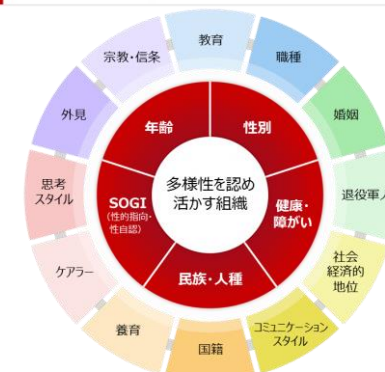 教育
職種
婚姻
退役軍人
社会
経済的
地位
コミュニケーション
スタイル
国籍
養育
ケアラー
思考
スタイル
外見
宗教・信条
年齢
性別
健康・
障がい
民族・人種
SOGI
(性的指向・
性自認)
多様性を認め
活かす組織